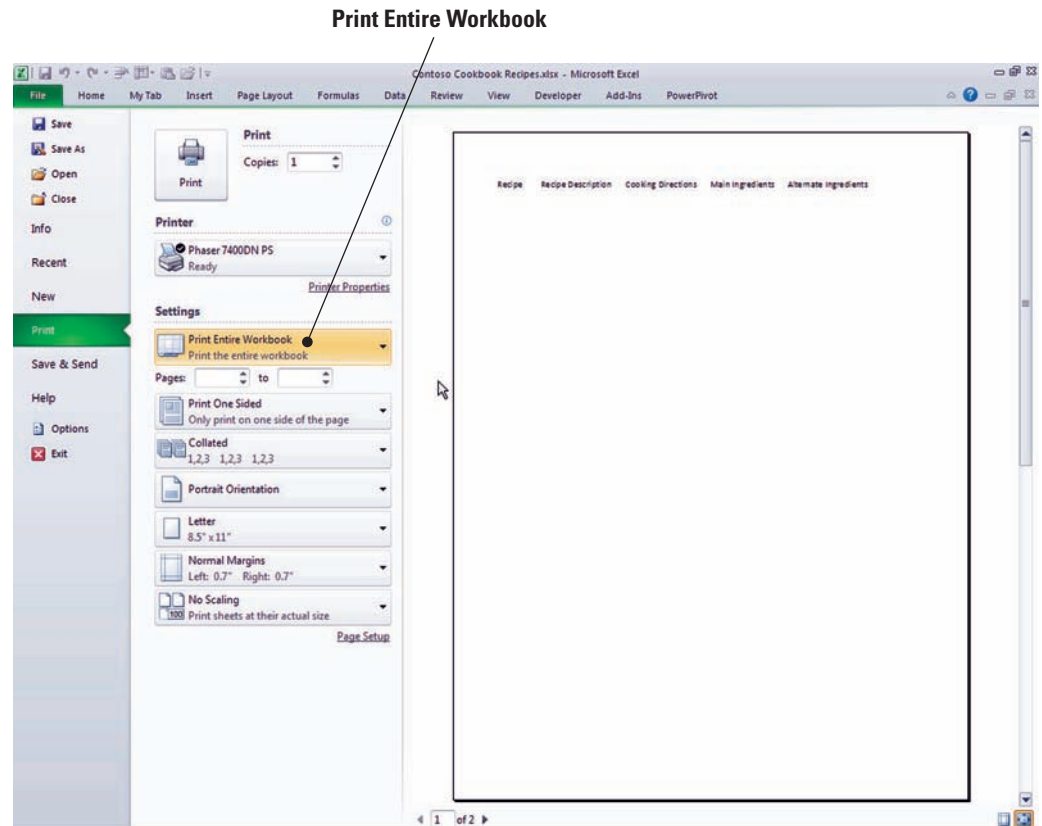 Print Entire Workbook
Contoso Cookbook Recipes.xlsx - Microsoft Excel
File Home My Tab Insert Page Layout Formulas Data Review View Developer Add-Ins PowerPivot
Save
Save As
Open
Close
Info
Recent
New
Print
Save & Send
Help
Options
Exit
Print
Print
Copies: 1
Printer
Phaser 7400DN PS
Ready
Printer Properties
Settings
Print Entire Workbook
Print the entire workbook
Pages: to
Print One Sided
Only print on one side of the page
Collated
1,2,3 1,2,3 1,2,3
Portrait Orientation
Letter
8.5" x 11"
Normal Margins
Left: 0.7" Right: 0.7"
No Scaling
100 Print sheets at their actual size
Page Setup
Recipe Recipe Description Cooking Directions Main Ingredients Alternate Ingredients
1 of 2